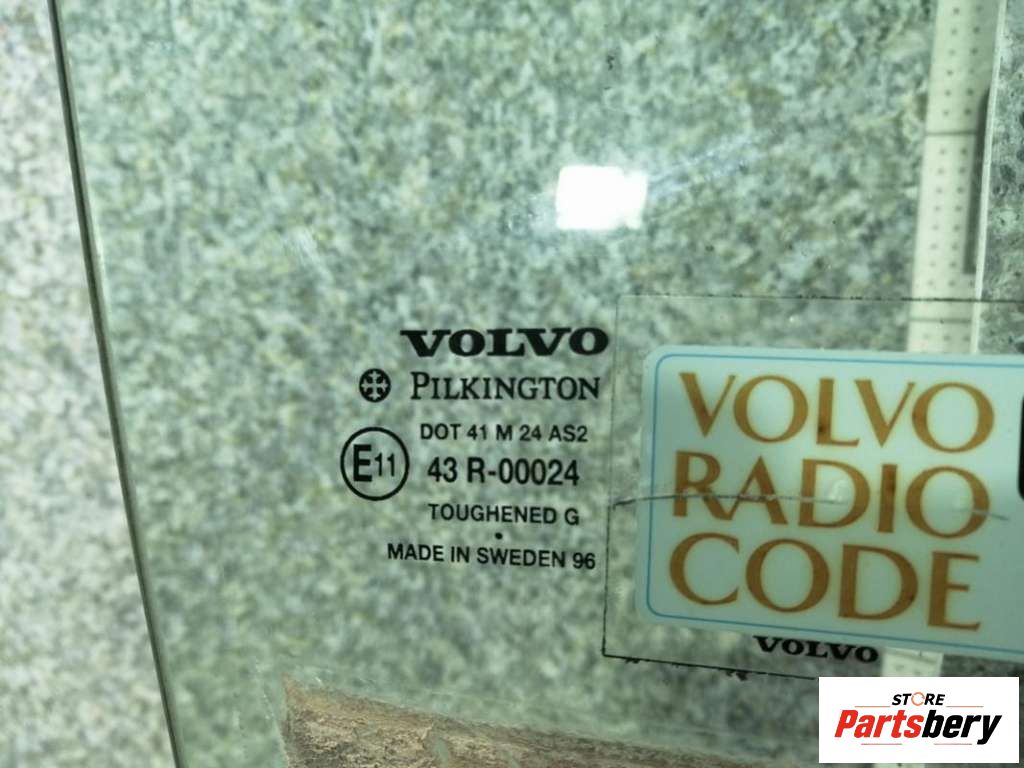 VOLVO
PILKINGTON
DOT 41 M 24 AS2
E11 43 R-00024
TOUGHENED G
MADE IN SWEDEN 96
VOLVO
RADIO
CODE
VOLVO
STORE
Partsbery